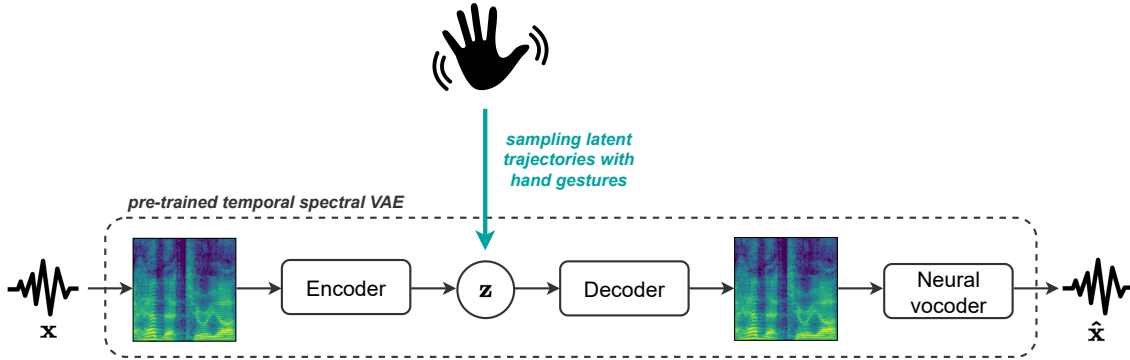 sampling latent
trajectories with
hand gestures
pre-trained temporal spectral VAE
x
Encoder
z
Decoder
Neural
vocoder
x̂